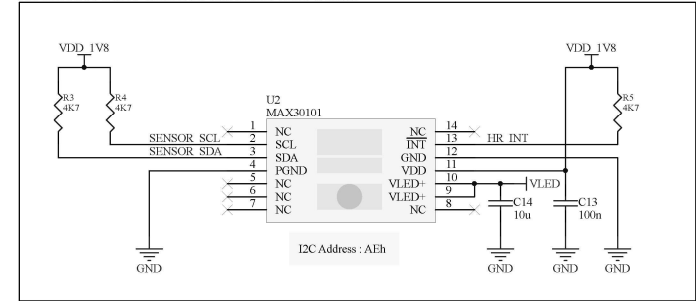 VDD_1V8
VDD_1V8
R3
4K7
R4
4K7
R5
4K7
U2
MAX30101
1 NC NC 14
SENSOR_SCL 2 SCL INT 13 HR_INT
SENSOR_SDA 3 SDA GND 12
4 PGND VDD 11
5 NC VLED+ 10 VLED
6 NC VLED+ 9
7 NC NC 8
C14
10u
C13
100n
I2C Address : AEh
GND
GND
GND
GND